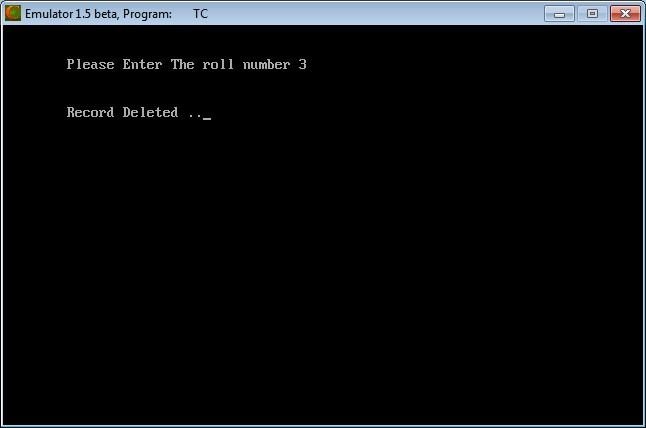 Emulator 1.5 beta, Program: TC
Please Enter The roll number 3
Record Deleted .._